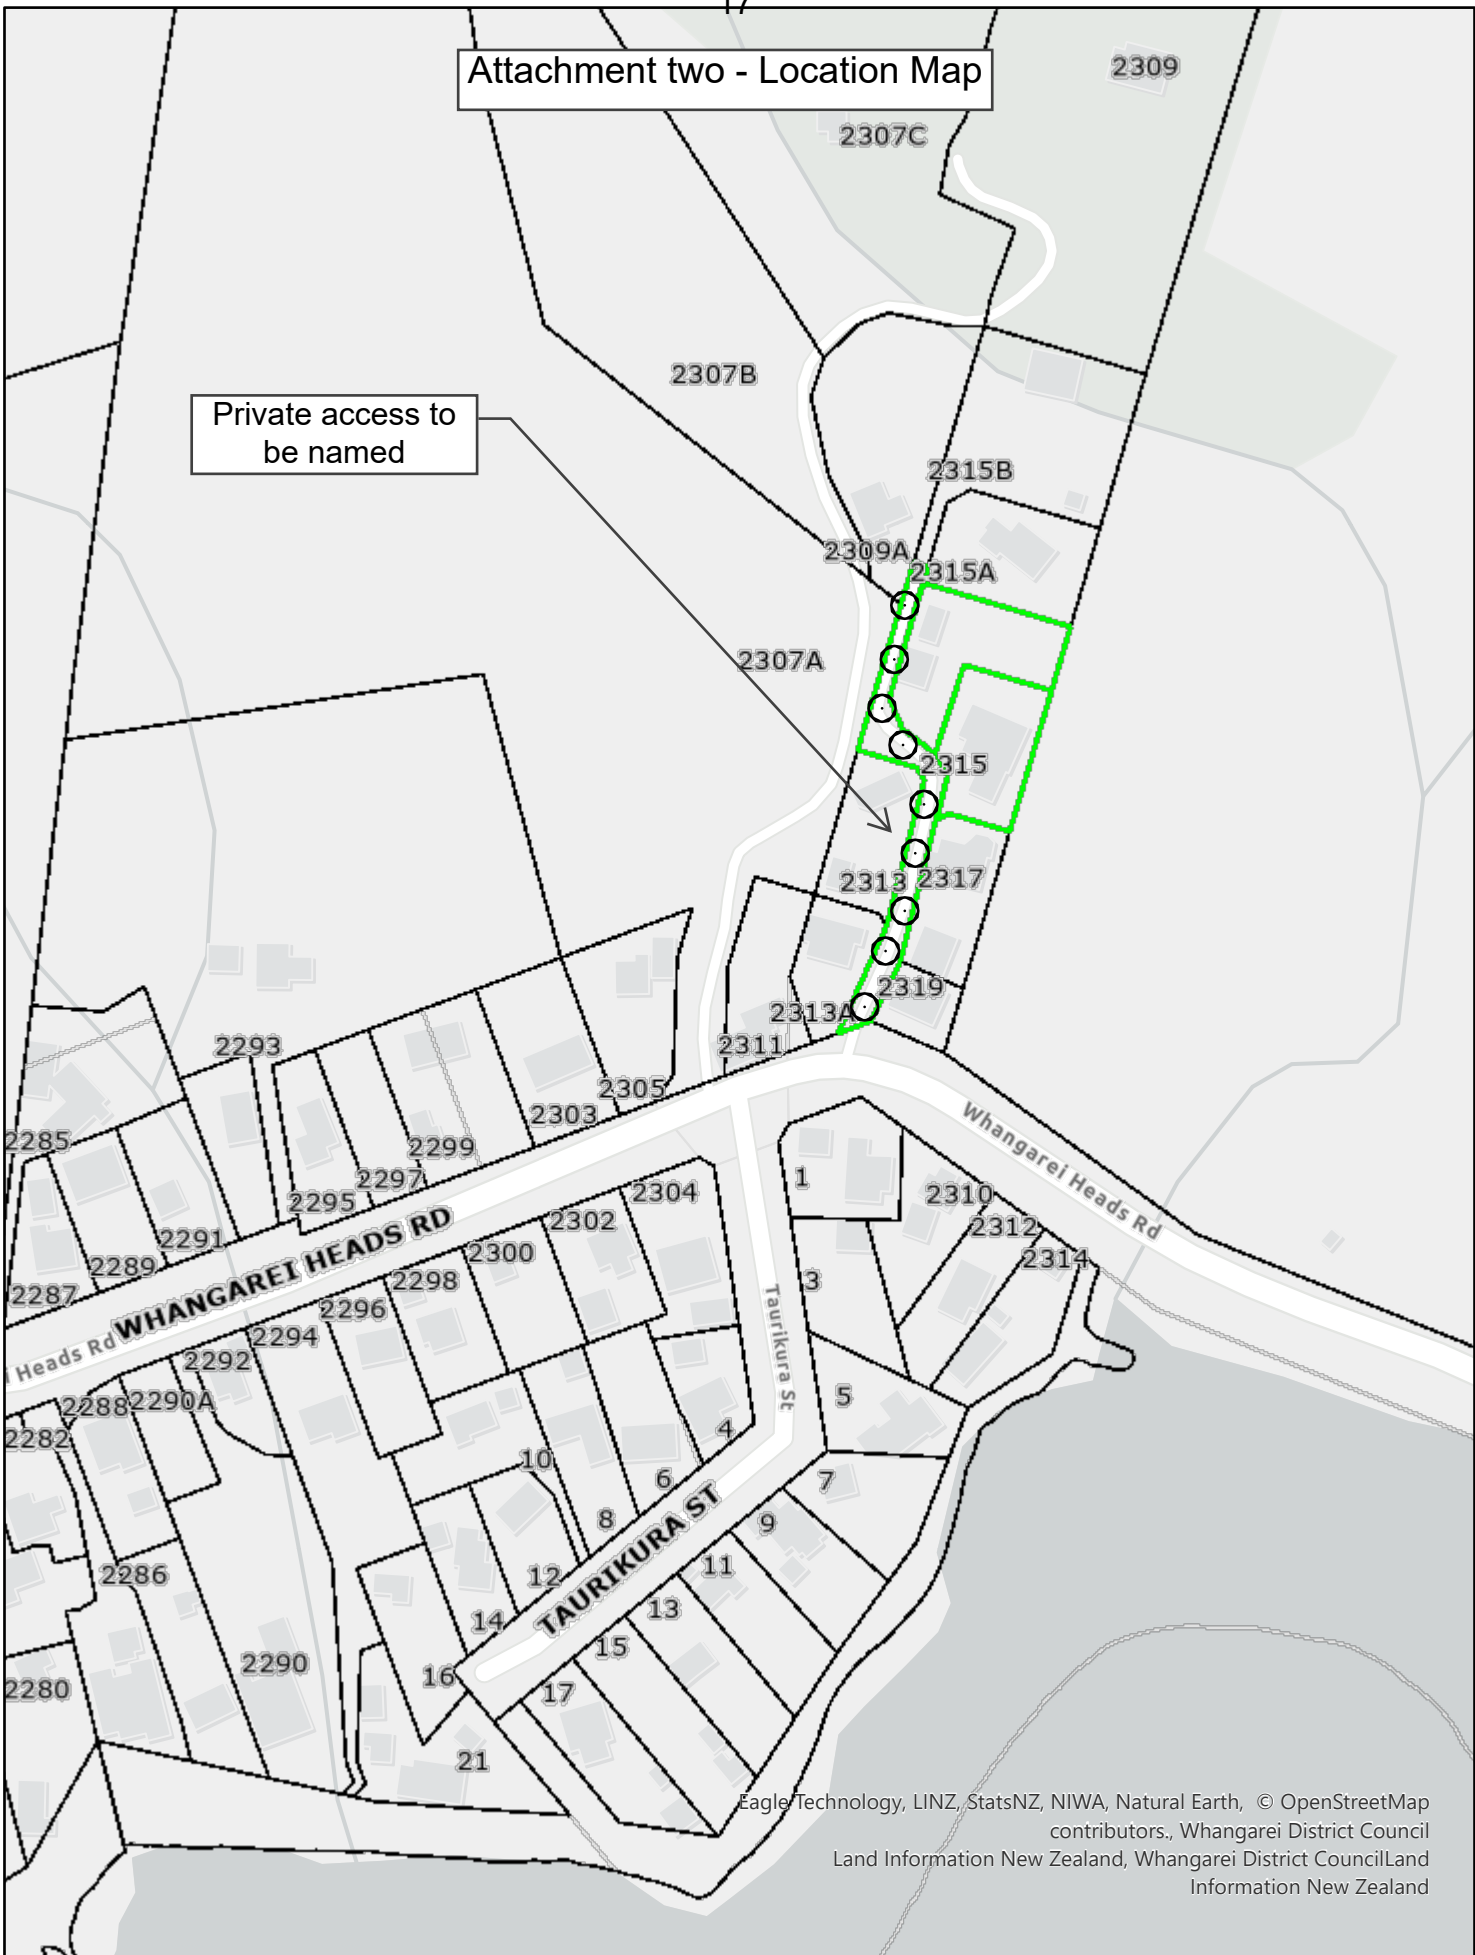 17
Attachment two - Location Map
2309
2307C
2307B
Private access to
be named
2315B
2309A
2315A
2307A
2315
2313
2317
2319
2313A
2311
2293
2305
2303
2285
2299
2297
2295
2291
2289
2287
WHANGAREI HEADS RD
Whangarei Heads Rd
1
2304
2310
2302
2312
2300
2314
2298
3
2296
2294
i Heads Rd
2292
Taurikura St
2290A
2288
2282
5
4
10
6
7
8
9
TAURIKURA ST
11
12
2286
13
14
15
2290
16
17
2280
21
Eagle Technology, LINZ, StatsNZ, NIWA, Natural Earth, © OpenStreetMap
contributors., Whangarei District Council
Land Information New Zealand, Whangarei District CouncilLand
Information New Zealand